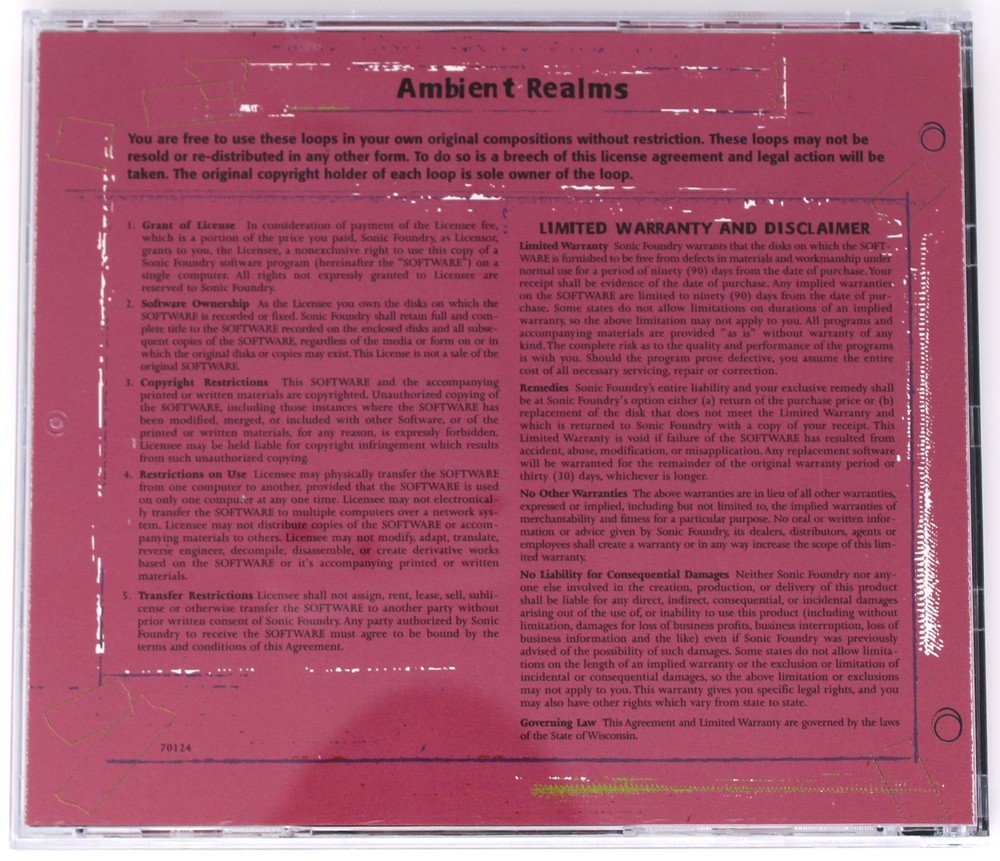 Ambient Realms
You are free to use these loops in your own original compositions without restriction. These loops may not be
resold or re-distributed in any other form. To do so is a breech of this license agreement and legal action will be
taken. The original copyright holder of each loop is sole owner of the loop.
1. Grant of License In consideration of payment of the Licensee fee,
which is a portion of the price you paid, Sonic Foundry, as Licensor,
grants to you, the Licensee, a nonexclusive right to use this copy of a
Sonic Foundry software program (hereinafter the "SOFTWARE") on a
single computer. All rights not expressly granted to Licensee are
reserved to Sonic Foundry.
2. Software Ownership As the Licensee you own the disks on which the
SOFTWARE is recorded or fixed. Sonic Foundry shall retain full and com-
plete title to the SOFTWARE recorded on the enclosed disks and all subse-
quent copies of the SOFTWARE, regardless of the media or form on or in
which the original disks or copies may exist. This License is not a sale of the
original SOFTWARE.
3. Copyright Restrictions This SOFTWARE and the accompanying
printed or written materials are copyrighted. Unauthorized copying of
the SOFTWARE, including those instances where the SOFTWARE has
been modified, merged, or included with other Software, or of the
printed or written materials, for any reason, is expressly forbidden.
Licensee may be held liable for copyright infringement which results
from such unauthorized copying.
4. Restrictions on Use Licensee may physically transfer the SOFTWARE
from one computer to another, provided that the SOFTWARE is used
on only one computer at any one time. Licensee may not electronical-
ly transfer the SOFTWARE to multiple computers over a network sys-
tem. Licensee may not distribute copies of the SOFTWARE or accom-
panying materials to others. Licensee may not modify, adapt, translate,
reverse engineer, decompile, disassemble, or create derivative works
based on the SOFTWARE or it's accompanying printed or written
materials.
5. Transfer Restrictions Licensee shall not assign, rent, lease, sell, subli-
cense or otherwise transfer the SOFTWARE to another party without
prior written consent of Sonic Foundry. Any party authorized by Sonic
Foundry to receive the SOFTWARE must agree to be bound by the
terms and conditions of this Agreement.
70124
LIMITED WARRANTY AND DISCLAIMER
Limited Warranty Sonic Foundry warrants that the disks on which the SOFT-
WARE is furnished to be free from defects in materials and workmanship under
normal use for a period of ninety (90) days from the date of purchase. Your
receipt shall be evidence of the date of purchase. Any implied warranties
on the SOFTWARE are limited to ninety (90) days from the date of pur-
chase. Some states do not allow limitations on durations of an implied
warranty, so the above limitation may not apply to you. All programs and
accompanying materials are provided "as is" without warranty of any
kind. The complete risk as to the quality and performance of the programs
is with you. Should the program prove defective, you assume the entire
cost of all necessary servicing, repair or correction.
Remedies Sonic Foundry's entire liability and your exclusive remedy shall
be at Sonic Foundry's option either (a) return of the purchase price or (b)
replacement of the disk that does not meet the Limited Warranty and
which is returned to Sonic Foundry with a copy of your receipt. This
Limited Warranty is void if failure of the SOFTWARE has resulted from
accident, abuse, modification, or misapplication. Any replacement software
will be warranted for the remainder of the original warranty period or
thirty (30) days, whichever is longer.
No Other Warranties The above warranties are in lieu of all other warranties,
expressed or implied, including but not limited to, the implied warranties of
merchantability and fitness for a particular purpose. No oral or written infor-
mation or advice given by Sonic Foundry, its dealers, distributors, agents or
employees shall create a warranty or in any way increase the scope of this lim-
ited warranty.
No Liability for Consequential Damages Neither Sonic Foundry nor any-
one else involved in the creation, production, or delivery of this product
shall be liable for any direct, indirect, consequential, or incidental damages
arising out of the use of, or inability to use this product (including without
limitation, damages for loss of business profits, business interruption, loss of
business information and the like) even if Sonic Foundry was previously
advised of the possibility of such damages. Some states do not allow limita-
tions on the length of an implied warranty or the exclusion or limitation of
incidental or consequential damages, so the above limitation or exclusions
may not apply to you. This warranty gives you specific legal rights, and you
may also have other rights which vary from state to state.
Governing Law This Agreement and Limited Warranty are governed by the laws
of the State of Wisconsin.